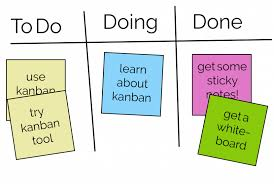 To Do
Doing
Done
use
kanban
try
kanban
tool
learn
about
kanban
get some
sticky
notes!
get a
white-
board